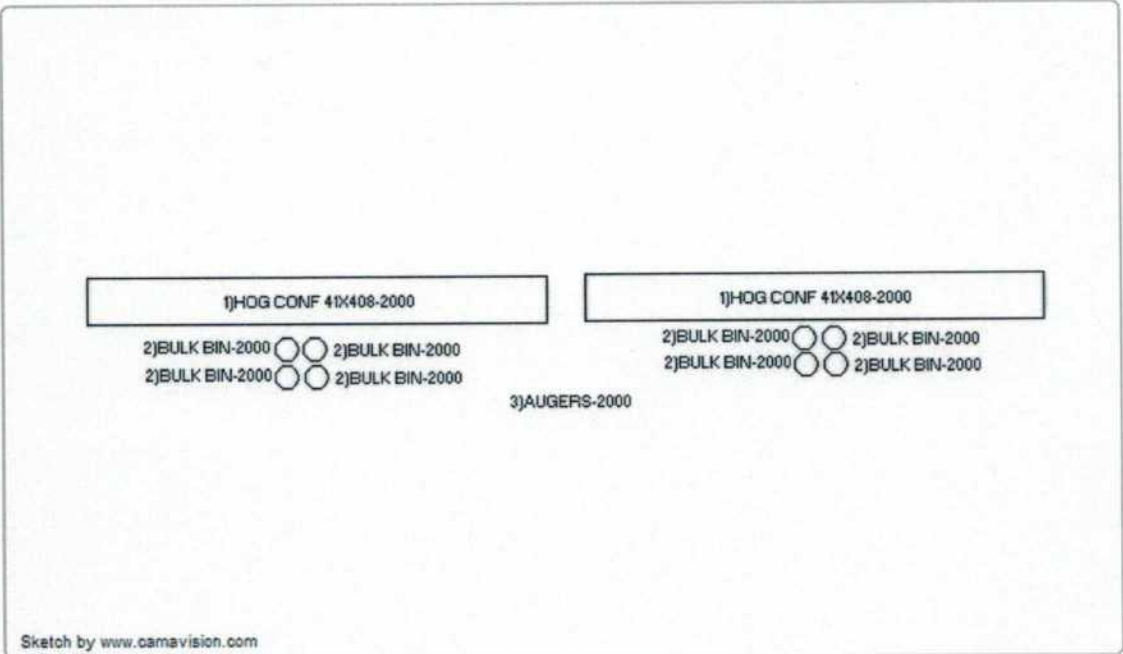 1)HOG CONF 41X408-2000
1)HOG CONF 41X408-2000
2)BULK BIN-2000 2)BULK BIN-2000
2)BULK BIN-2000 2)BULK BIN-2000
2)BULK BIN-2000 2)BULK BIN-2000
2)BULK BIN-2000 2)BULK BIN-2000
3)AUGERS-2000
Sketch by www.camavision.com